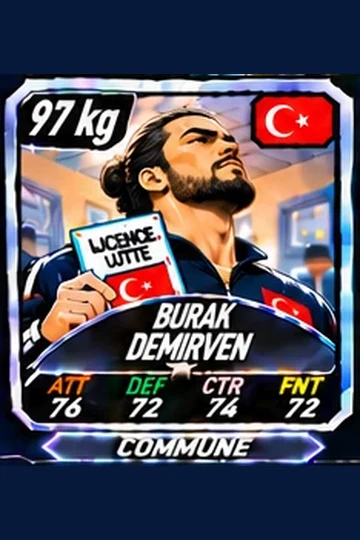 97 kg
LICENCE
LUTTE
BURAK
DEMIRVEN
ATT DEF CTR FNT
76 72 74 72
COMMUNE